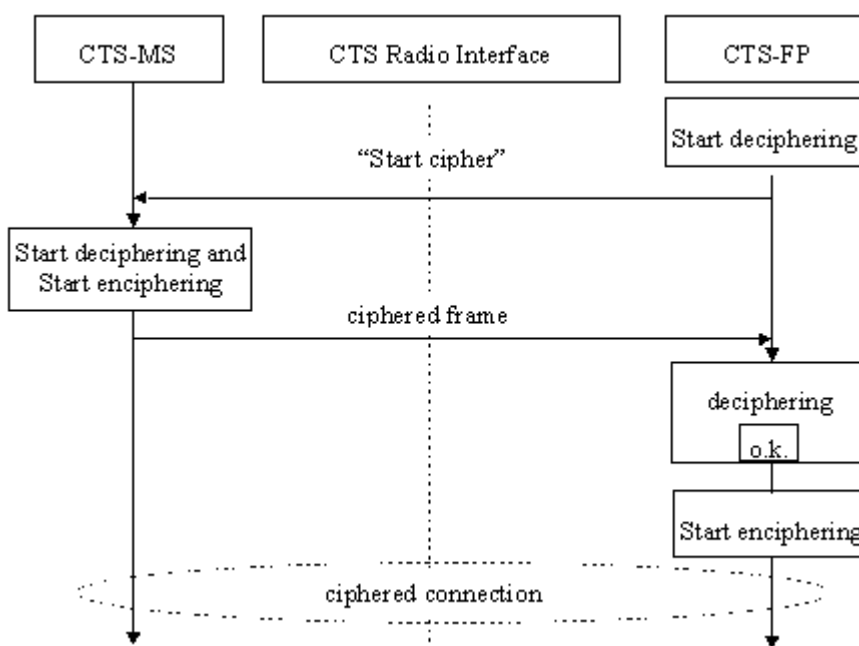 CTS-MS
CTS Radio Interface
CTS-FP
Start deciphering
“Start cipher”
Start deciphering and
Start enciphering
ciphered frame
deciphering
o.k.
Start enciphering
ciphered connection